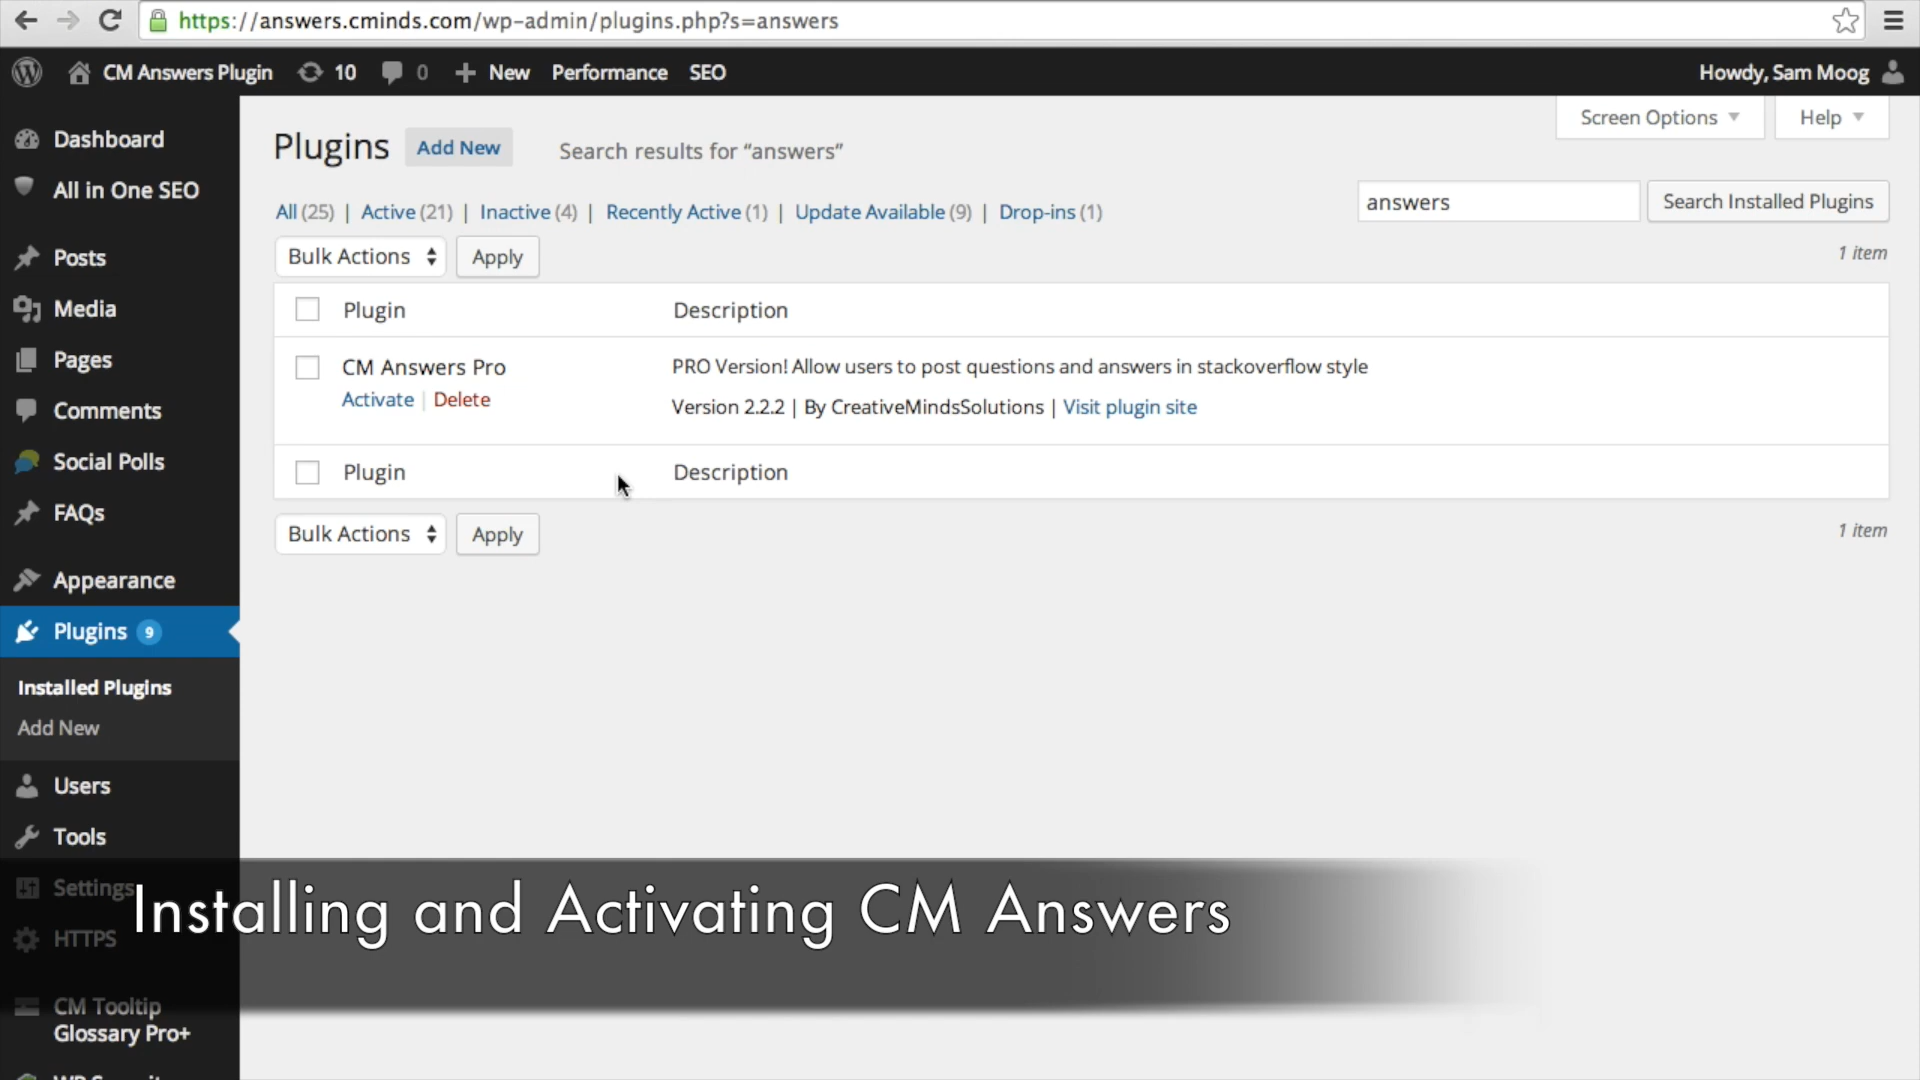 https://answers.cminds.com/wp-admin/plugins.php?s=answers
CM Answers Plugin 10 0 New Performance SEO Howdy, Sam Moog
Screen Options Help
Dashboard
All in One SEO
Posts
Media
Pages
Comments
Social Polls
FAQs
Appearance
Plugins 9
Installed Plugins
Add New
Users
Tools
Settings
HTTPS
CM Tooltip
Glossary Pro+
Plugins Add New Search results for “answers”
All (25) | Active (21) | Inactive (4) | Recently Active (1) | Update Available (9) | Drop-ins (1)
answers Search Installed Plugins
Bulk Actions Apply
1 item
Plugin Description
CM Answers Pro PRO Version! Allow users to post questions and answers in stackoverflow style
Activate | Delete Version 2.2.2 | By CreativeMindsSolutions | Visit plugin site
Plugin Description
Bulk Actions Apply
1 item
Installing and Activating CM Answers